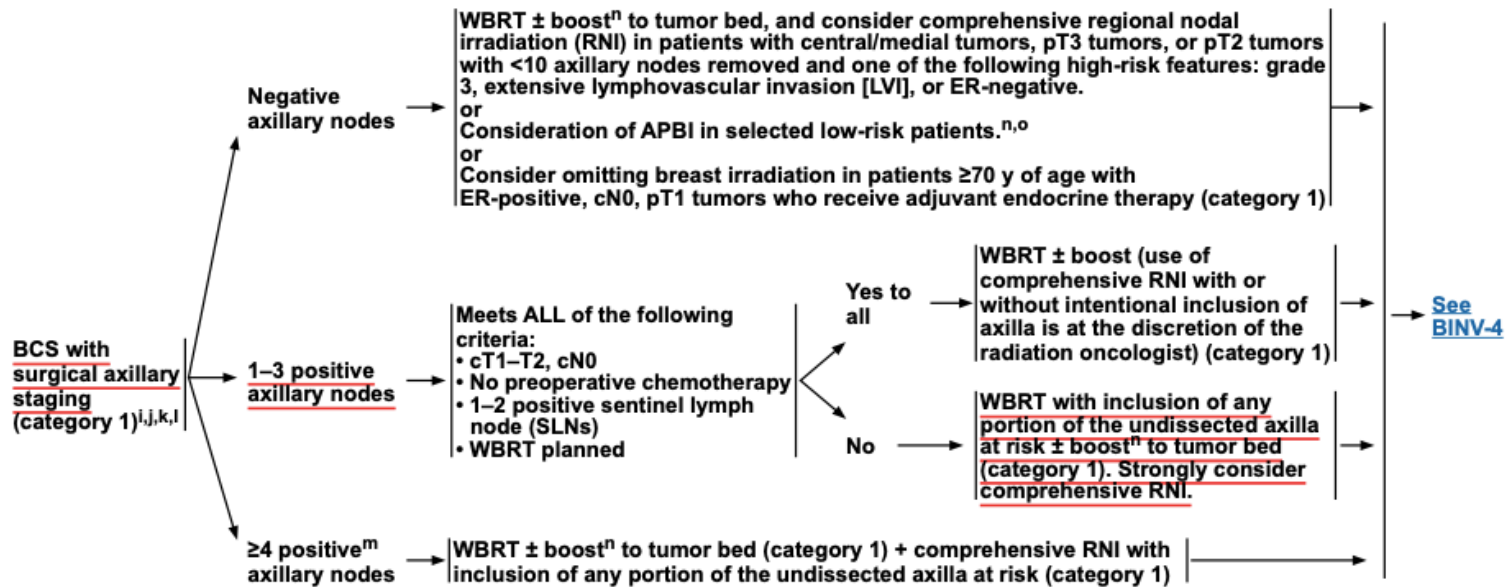 WBRT ± boostⁿ to tumor bed, and consider comprehensive regional nodal
irradiation (RNI) in patients with central/medial tumors, pT3 tumors, or pT2 tumors
with <10 axillary nodes removed and one of the following high-risk features: grade
3, extensive lymphovascular invasion [LVI], or ER-negative.
or
Consideration of APBI in selected low-risk patients.ⁿ,ᵒ
or
Consider omitting breast irradiation in patients ≥70 y of age with
ER-positive, cN0, pT1 tumors who receive adjuvant endocrine therapy (category 1)
Negative
axillary nodes
BCS with
surgical axillary
staging
(category 1)ⁱ,ʲ,ᵏ,ˡ
1–3 positive
axillary nodes
Meets ALL of the following
criteria:
• cT1–T2, cN0
• No preoperative chemotherapy
• 1–2 positive sentinel lymph
node (SLNs)
• WBRT planned
Yes to
all
WBRT ± boost (use of
comprehensive RNI with or
without intentional inclusion of
axilla is at the discretion of the
radiation oncologist) (category 1)
No
WBRT with inclusion of any
portion of the undissected axilla
at risk ± boostⁿ to tumor bed
(category 1). Strongly consider
comprehensive RNI.
See
BINV-4
≥4 positiveᵐ
axillary nodes
WBRT ± boostⁿ to tumor bed (category 1) + comprehensive RNI with
inclusion of any portion of the undissected axilla at risk (category 1)